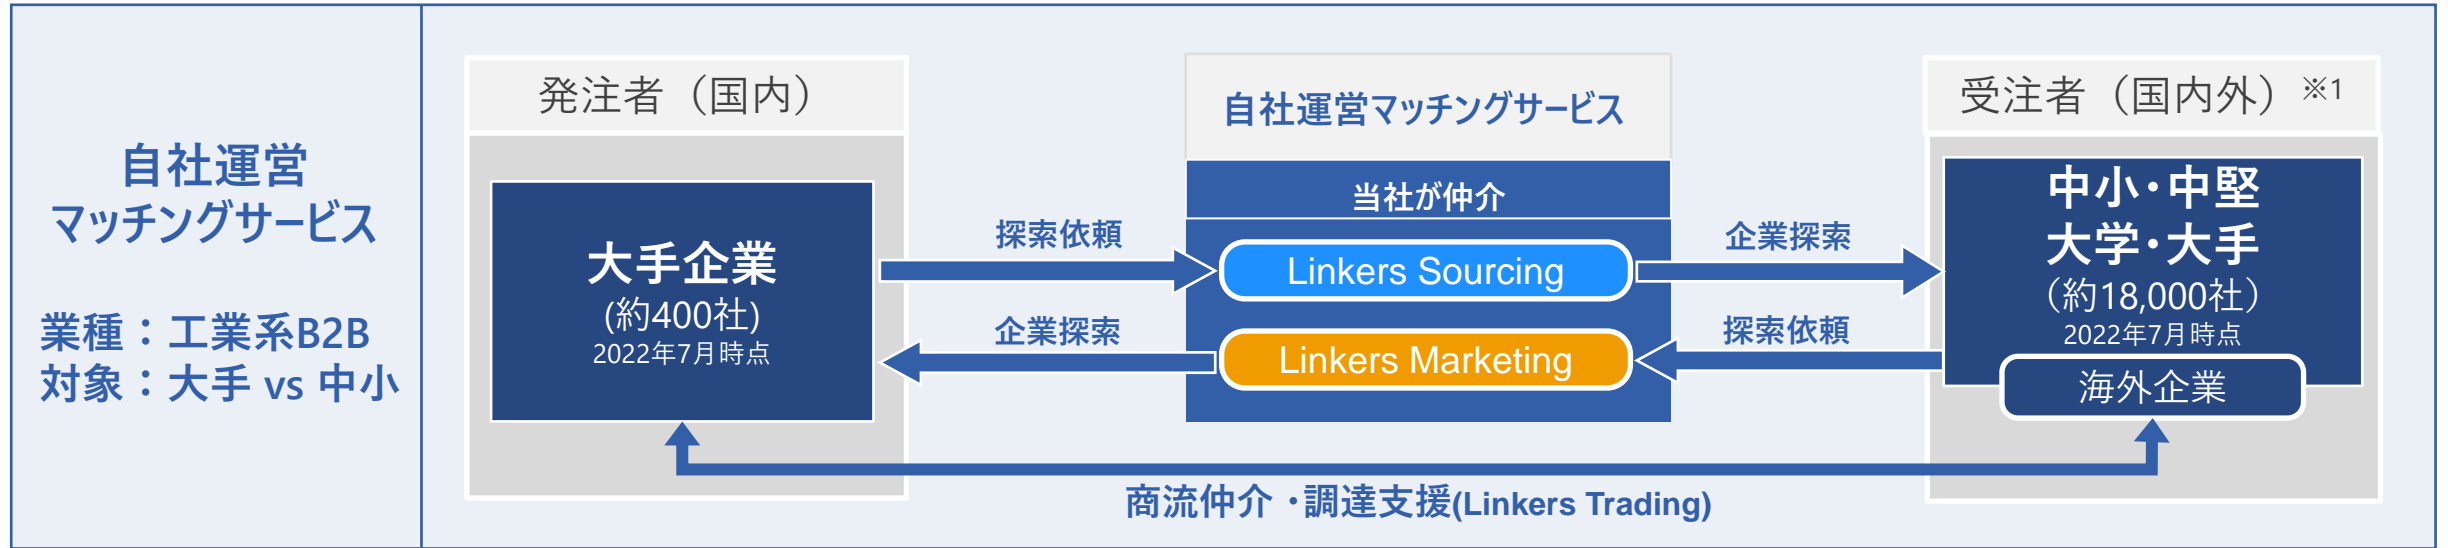 自社運営
マッチングサービス
業種：工業系B2B
対象：大手 vs 中小
発注者（国内）
大手企業
(約400社)
2022年7月時点
探索依頼
企業探索
自社運営マッチングサービス
当社が仲介
Linkers Sourcing
Linkers Marketing
企業探索
探索依頼
受注者（国内外）※1
中小・中堅
大学・大手
（約18,000社）
2022年7月時点
海外企業
商流仲介・調達支援(Linkers Trading)